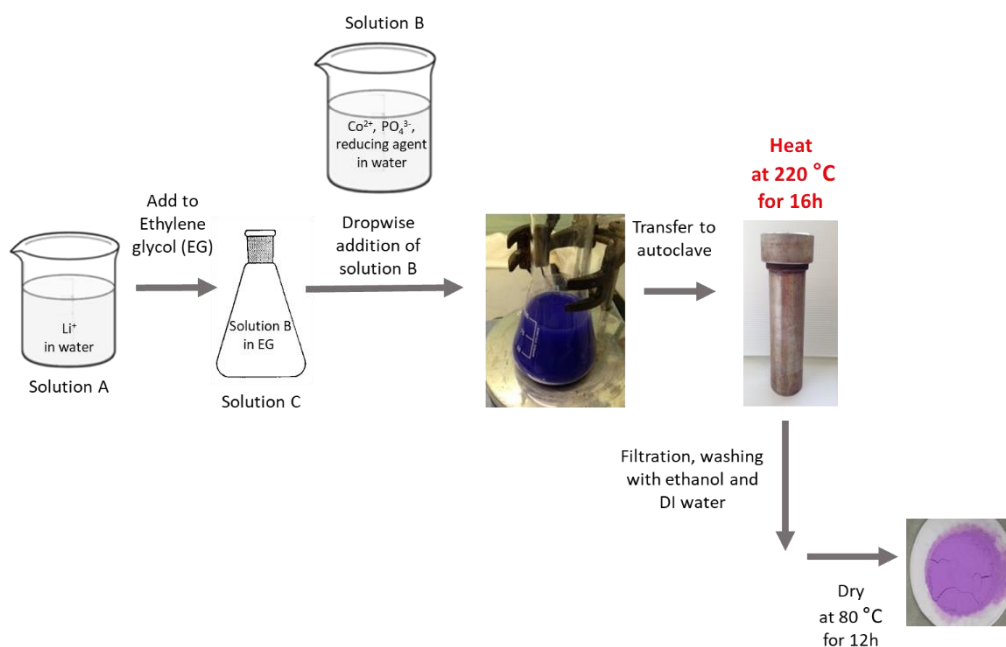 Solution B
Co²⁺, PO₄³⁻,
reducing agent
in water
Heat
at 220 °C
for 16h
Add to
Ethylene
glycol (EG)
Dropwise
addition of
solution B
Transfer to
autoclave
Li⁺
in water
Solution A
Solution B
in EG
Solution C
Filtration, washing
with ethanol and
DI water
Dry
at 80 °C
for 12h